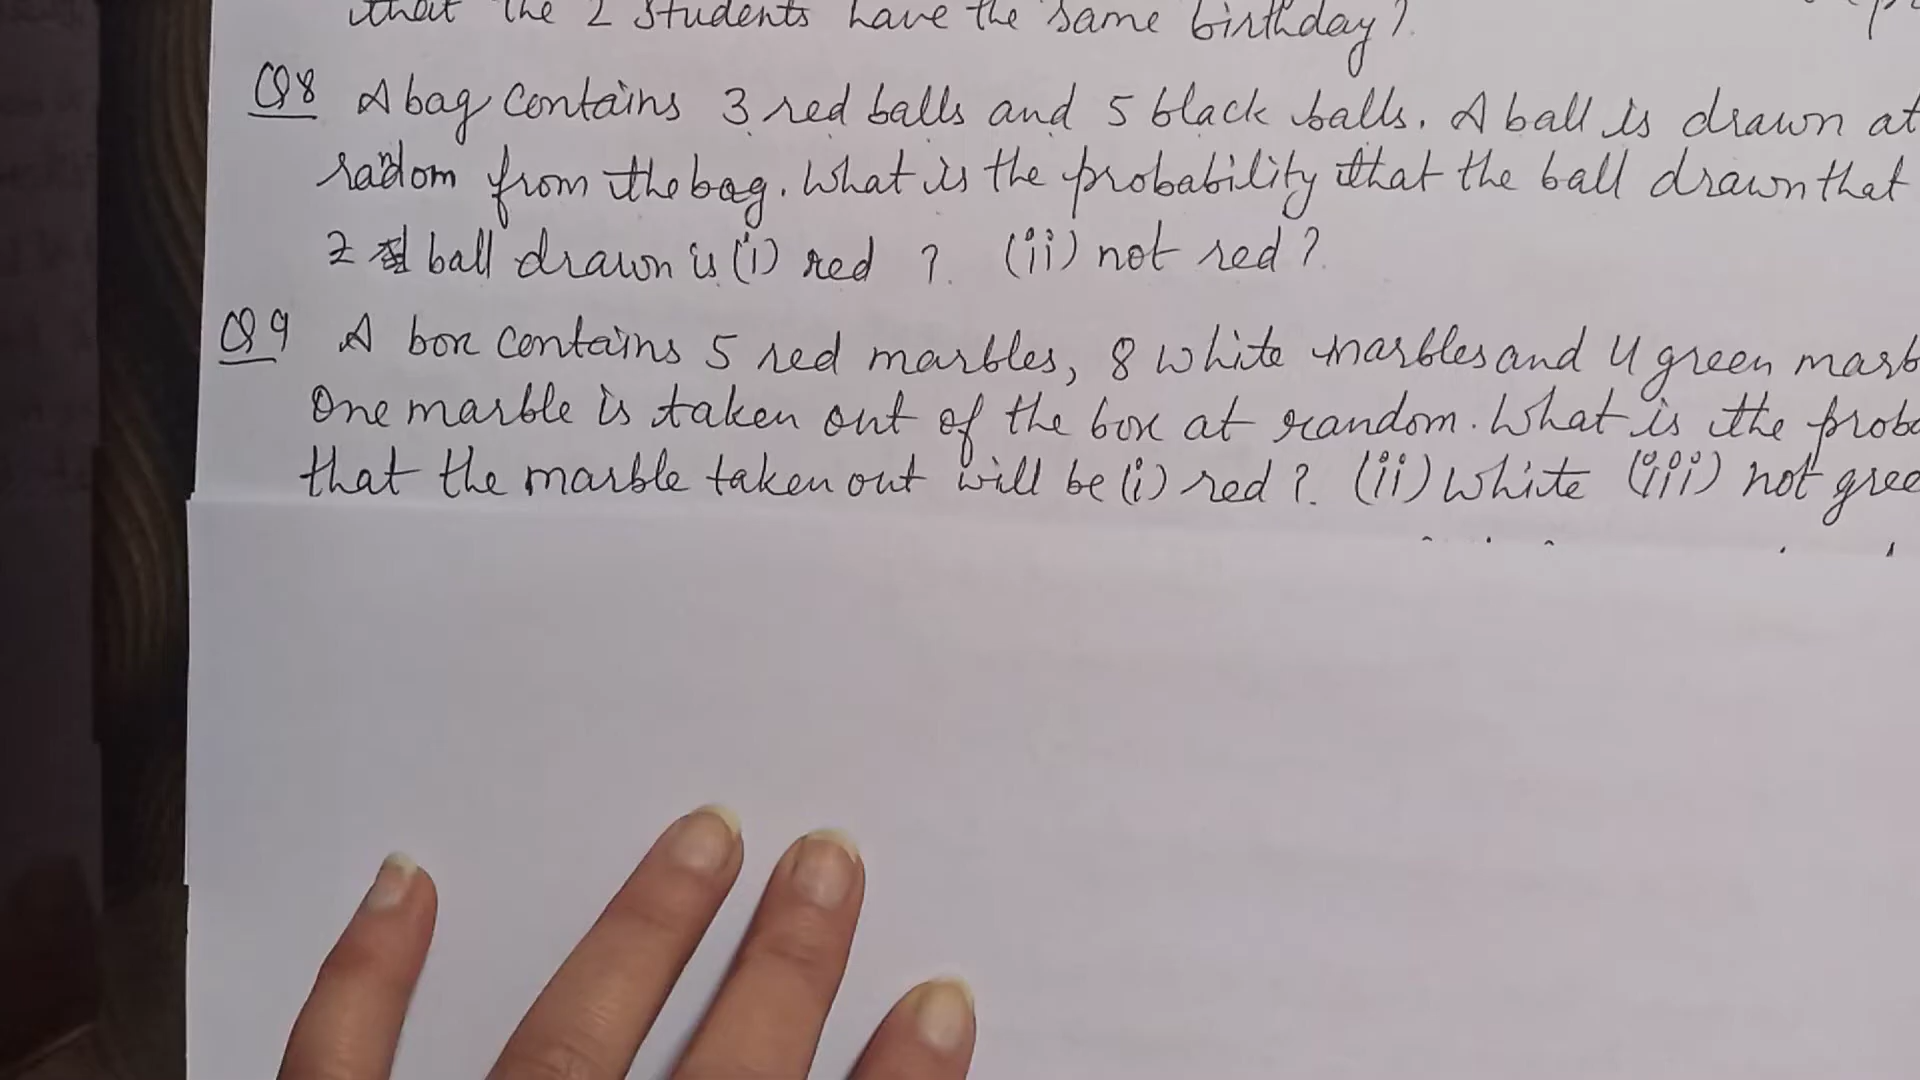 that the 2 students have the same birthday?
Q8 A bag contains 3 red balls and 5 black balls. A ball is drawn at
random from the bag. What is the probability that the ball drawn that
ball drawn is (i) red ? (ii) not red?
Q9 A box contains 5 red marbles, 8 white marbles and 4 green marb
One marble is taken out of the box at random. What is the proba
that the marble taken out will be (i) red ? (ii) White (iii) not gree